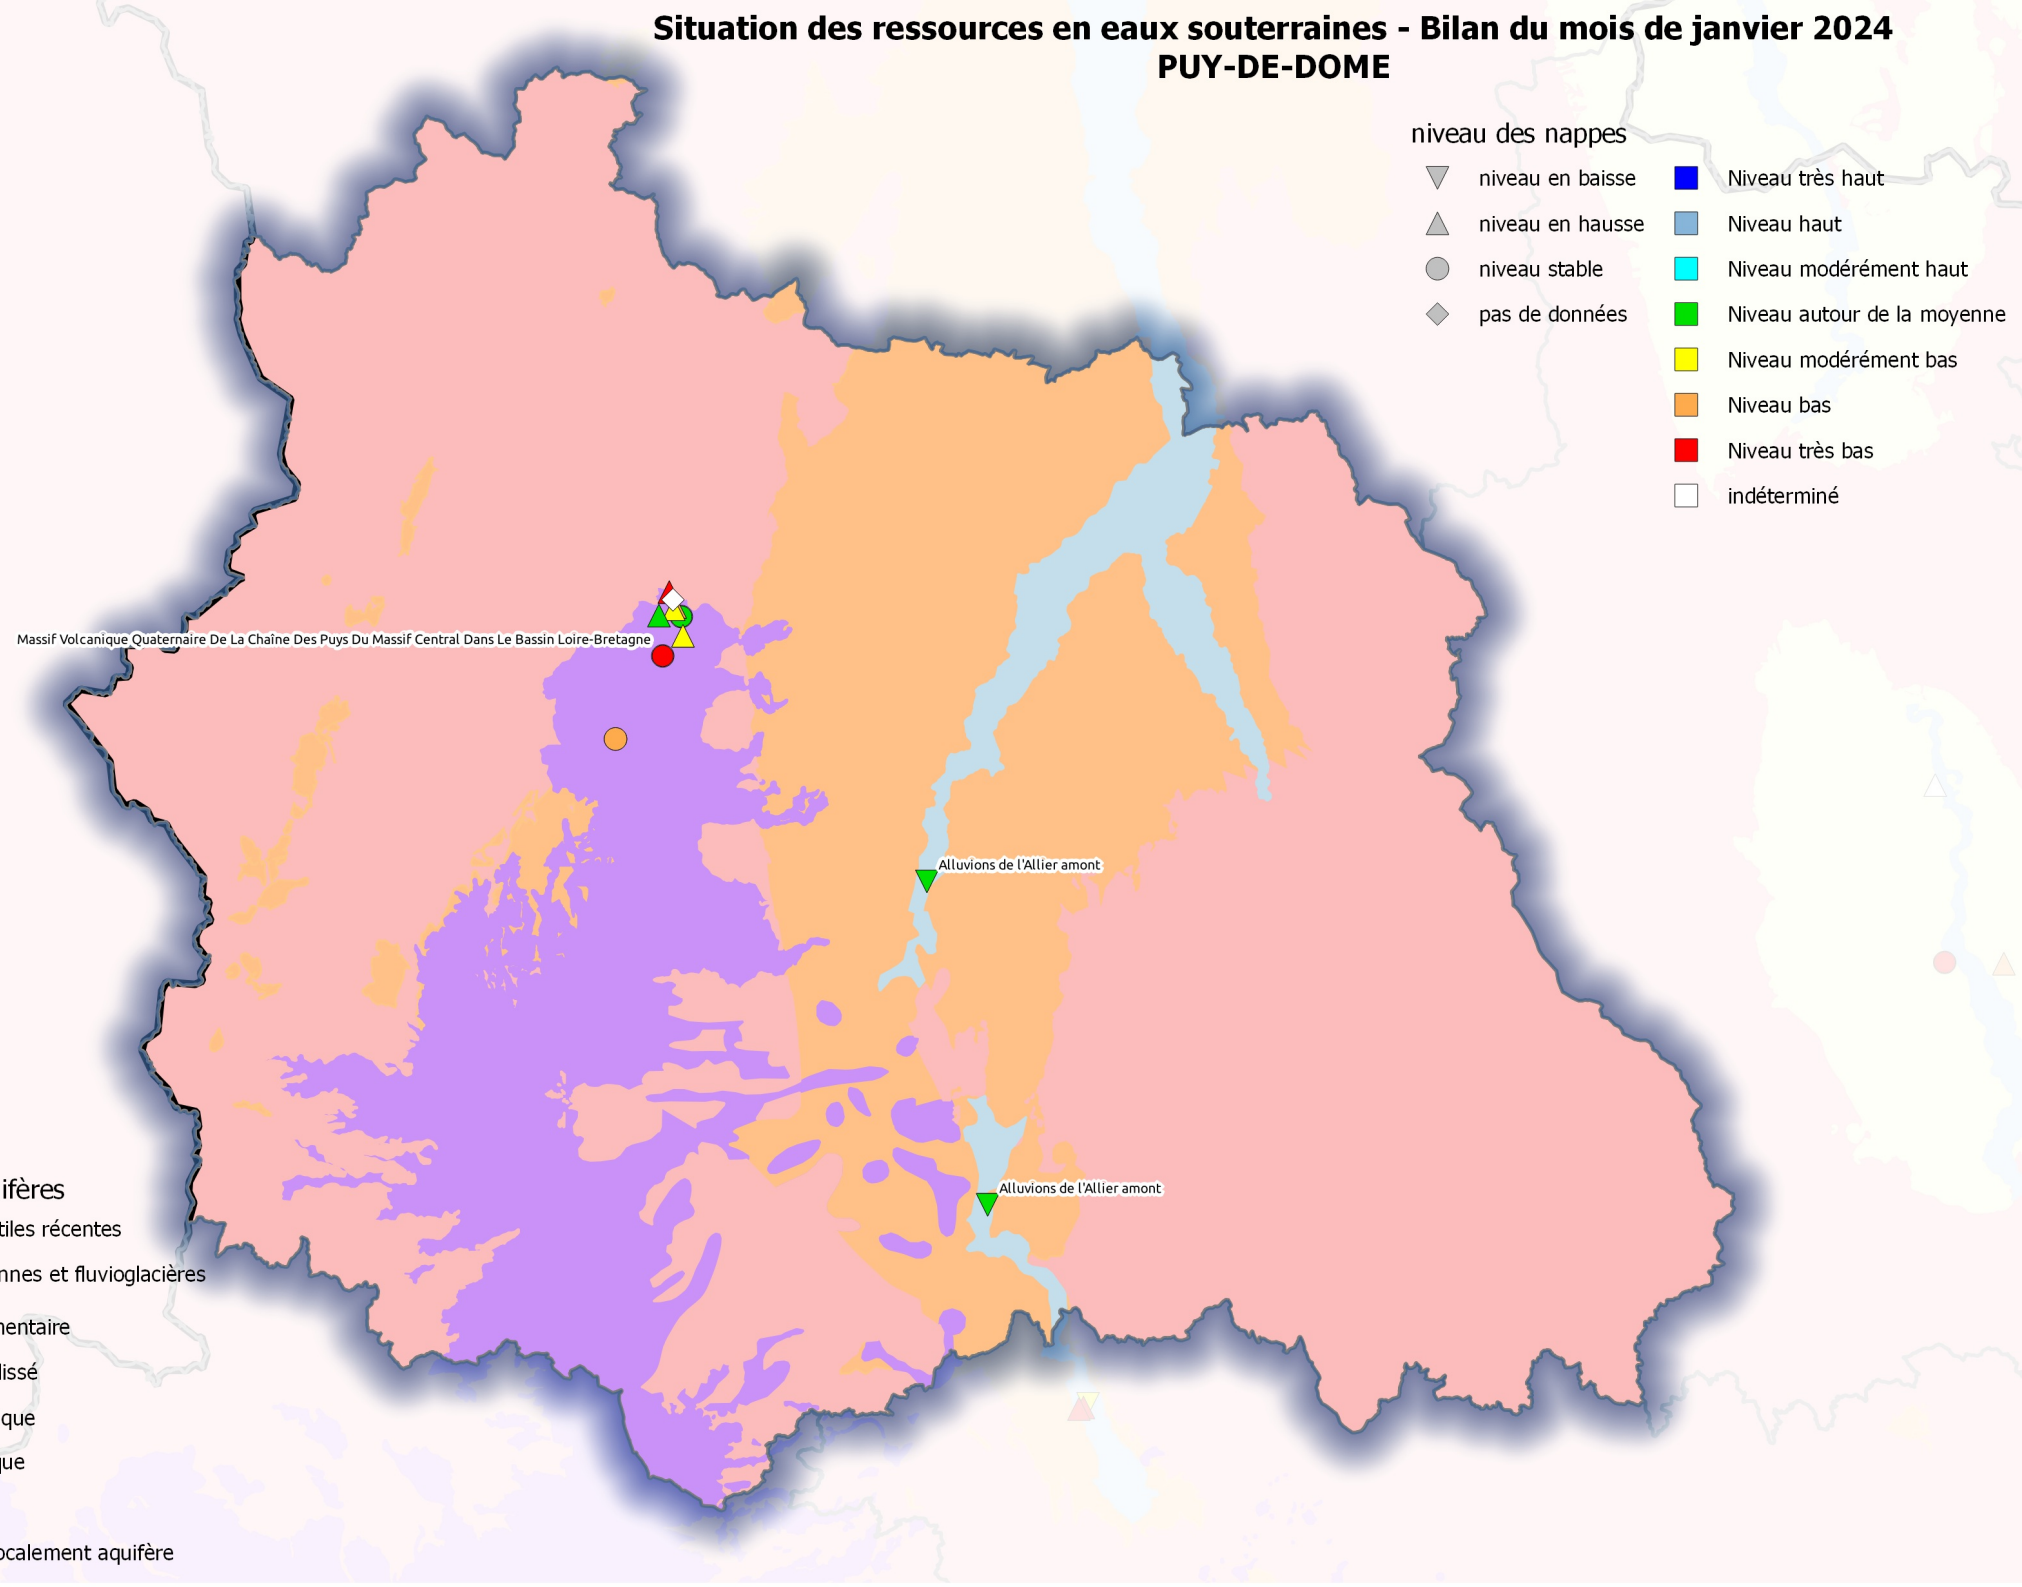 Situation des ressources en eaux souterraines - Bilan du mois de janvier 2024
PUY-DE-DOME
niveau des nappes
niveau en baisse
niveau en hausse
niveau stable
pas de données
Niveau très haut
Niveau haut
Niveau modérément haut
Niveau autour de la moyenne
Niveau modérément bas
Niveau bas
Niveau très bas
indéterminé
Massif Volcanique Quaternaire De La Chaîne Des Puys Du Massif Central Dans Le Bassin Loire-Bretagne
Alluvions de l'Allier amont
Alluvions de l'Allier amont
ifères
tiles récentes
nnes et fluvioglacières
nentaire
lissé
que
que
ocalement aquifère